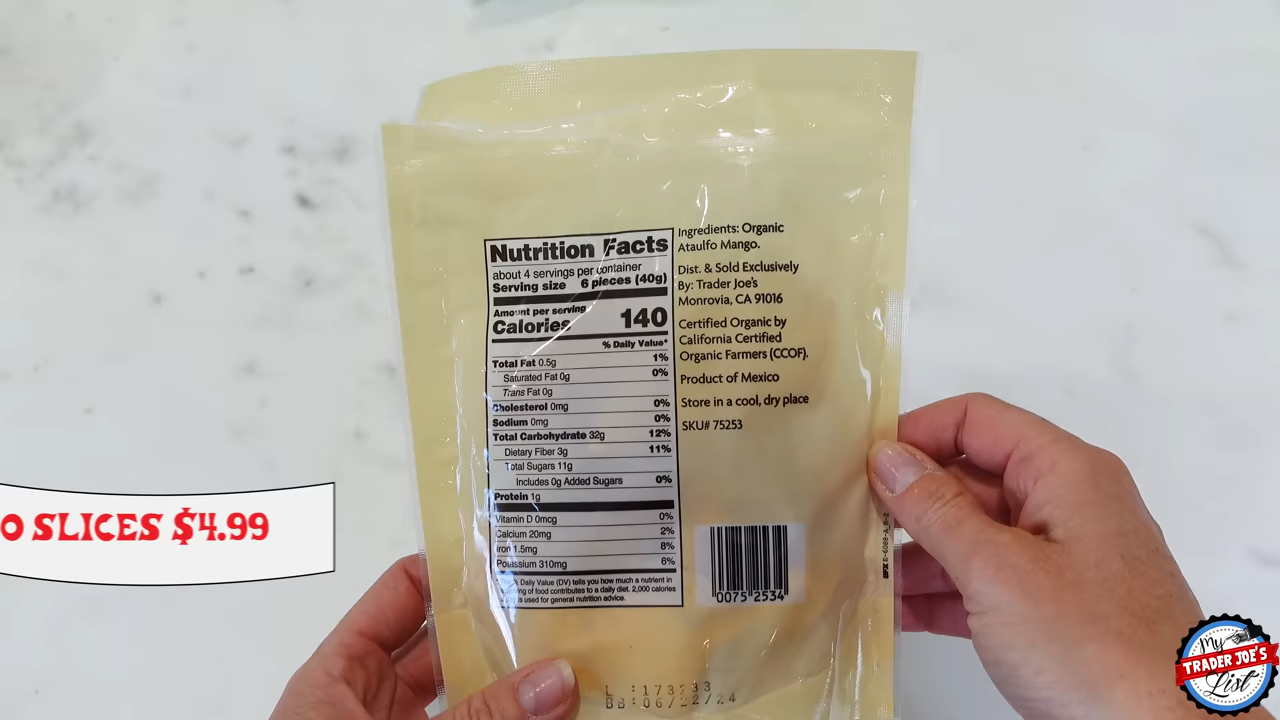 Nutrition Facts
about 4 servings per container
Serving size 6 pieces (40g)
Amount per serving
Calories 140
% Daily Value*
Total Fat 0.5g 1%
Saturated Fat 0g 0%
Trans Fat 0g
Cholesterol 0mg 0%
Sodium 0mg 0%
Total Carbohydrate 32g 12%
Dietary Fiber 3g 11%
Total Sugars 11g
Includes 0g Added Sugars 0%
Protein 1g
Vitamin D 0mcg 0%
Calcium 20mg 2%
Iron 1.5mg 8%
Potassium 310mg 6%
% Daily Value (DV) tells you how much a nutrient in
serving of food contributes to a daily diet. 2,000 calories
is used for general nutrition advice.
Ingredients: Organic
Ataulfo Mango.
Dist. & Sold Exclusively
By: Trader Joe's
Monrovia, CA 91016
Certified Organic by
California Certified
Organic Farmers (CCOF).
Product of Mexico
Store in a cool, dry place
SKU# 75253
0075 2534
BB:06/22/24
O SLICES $4.99
My
TRADER JOE'S
List